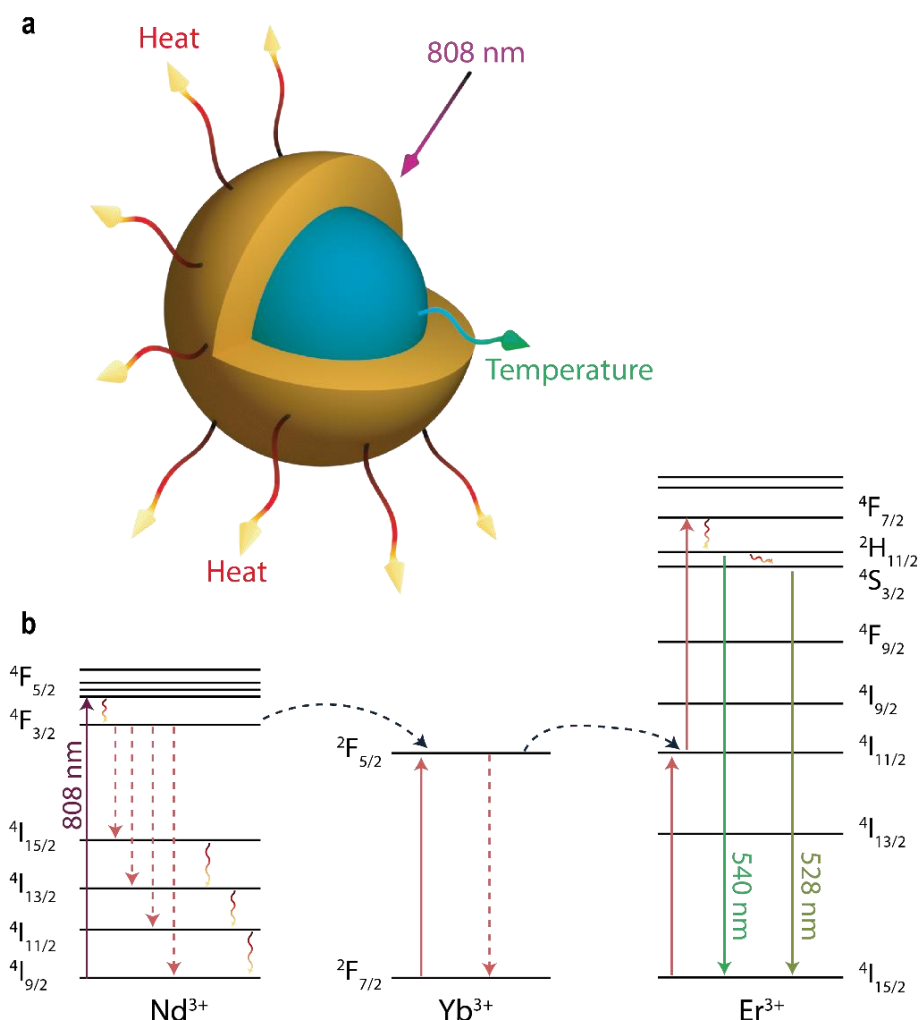 a
Heat
808 nm
Temperature
Heat
b
⁴F₇/₂
²H₁₁/₂
⁴S₃/₂
⁴F₉/₂
⁴I₉/₂
⁴I₁₁/₂
⁴I₁₃/₂
⁴I₁₅/₂
540 nm
528 nm
⁴F₅/₂
⁴F₃/₂
808 nm
⁴I₁₅/₂
⁴I₁₃/₂
⁴I₁₁/₂
⁴I₉/₂
²F₅/₂
²F₇/₂
Nd³⁺
Yb³⁺
Er³⁺